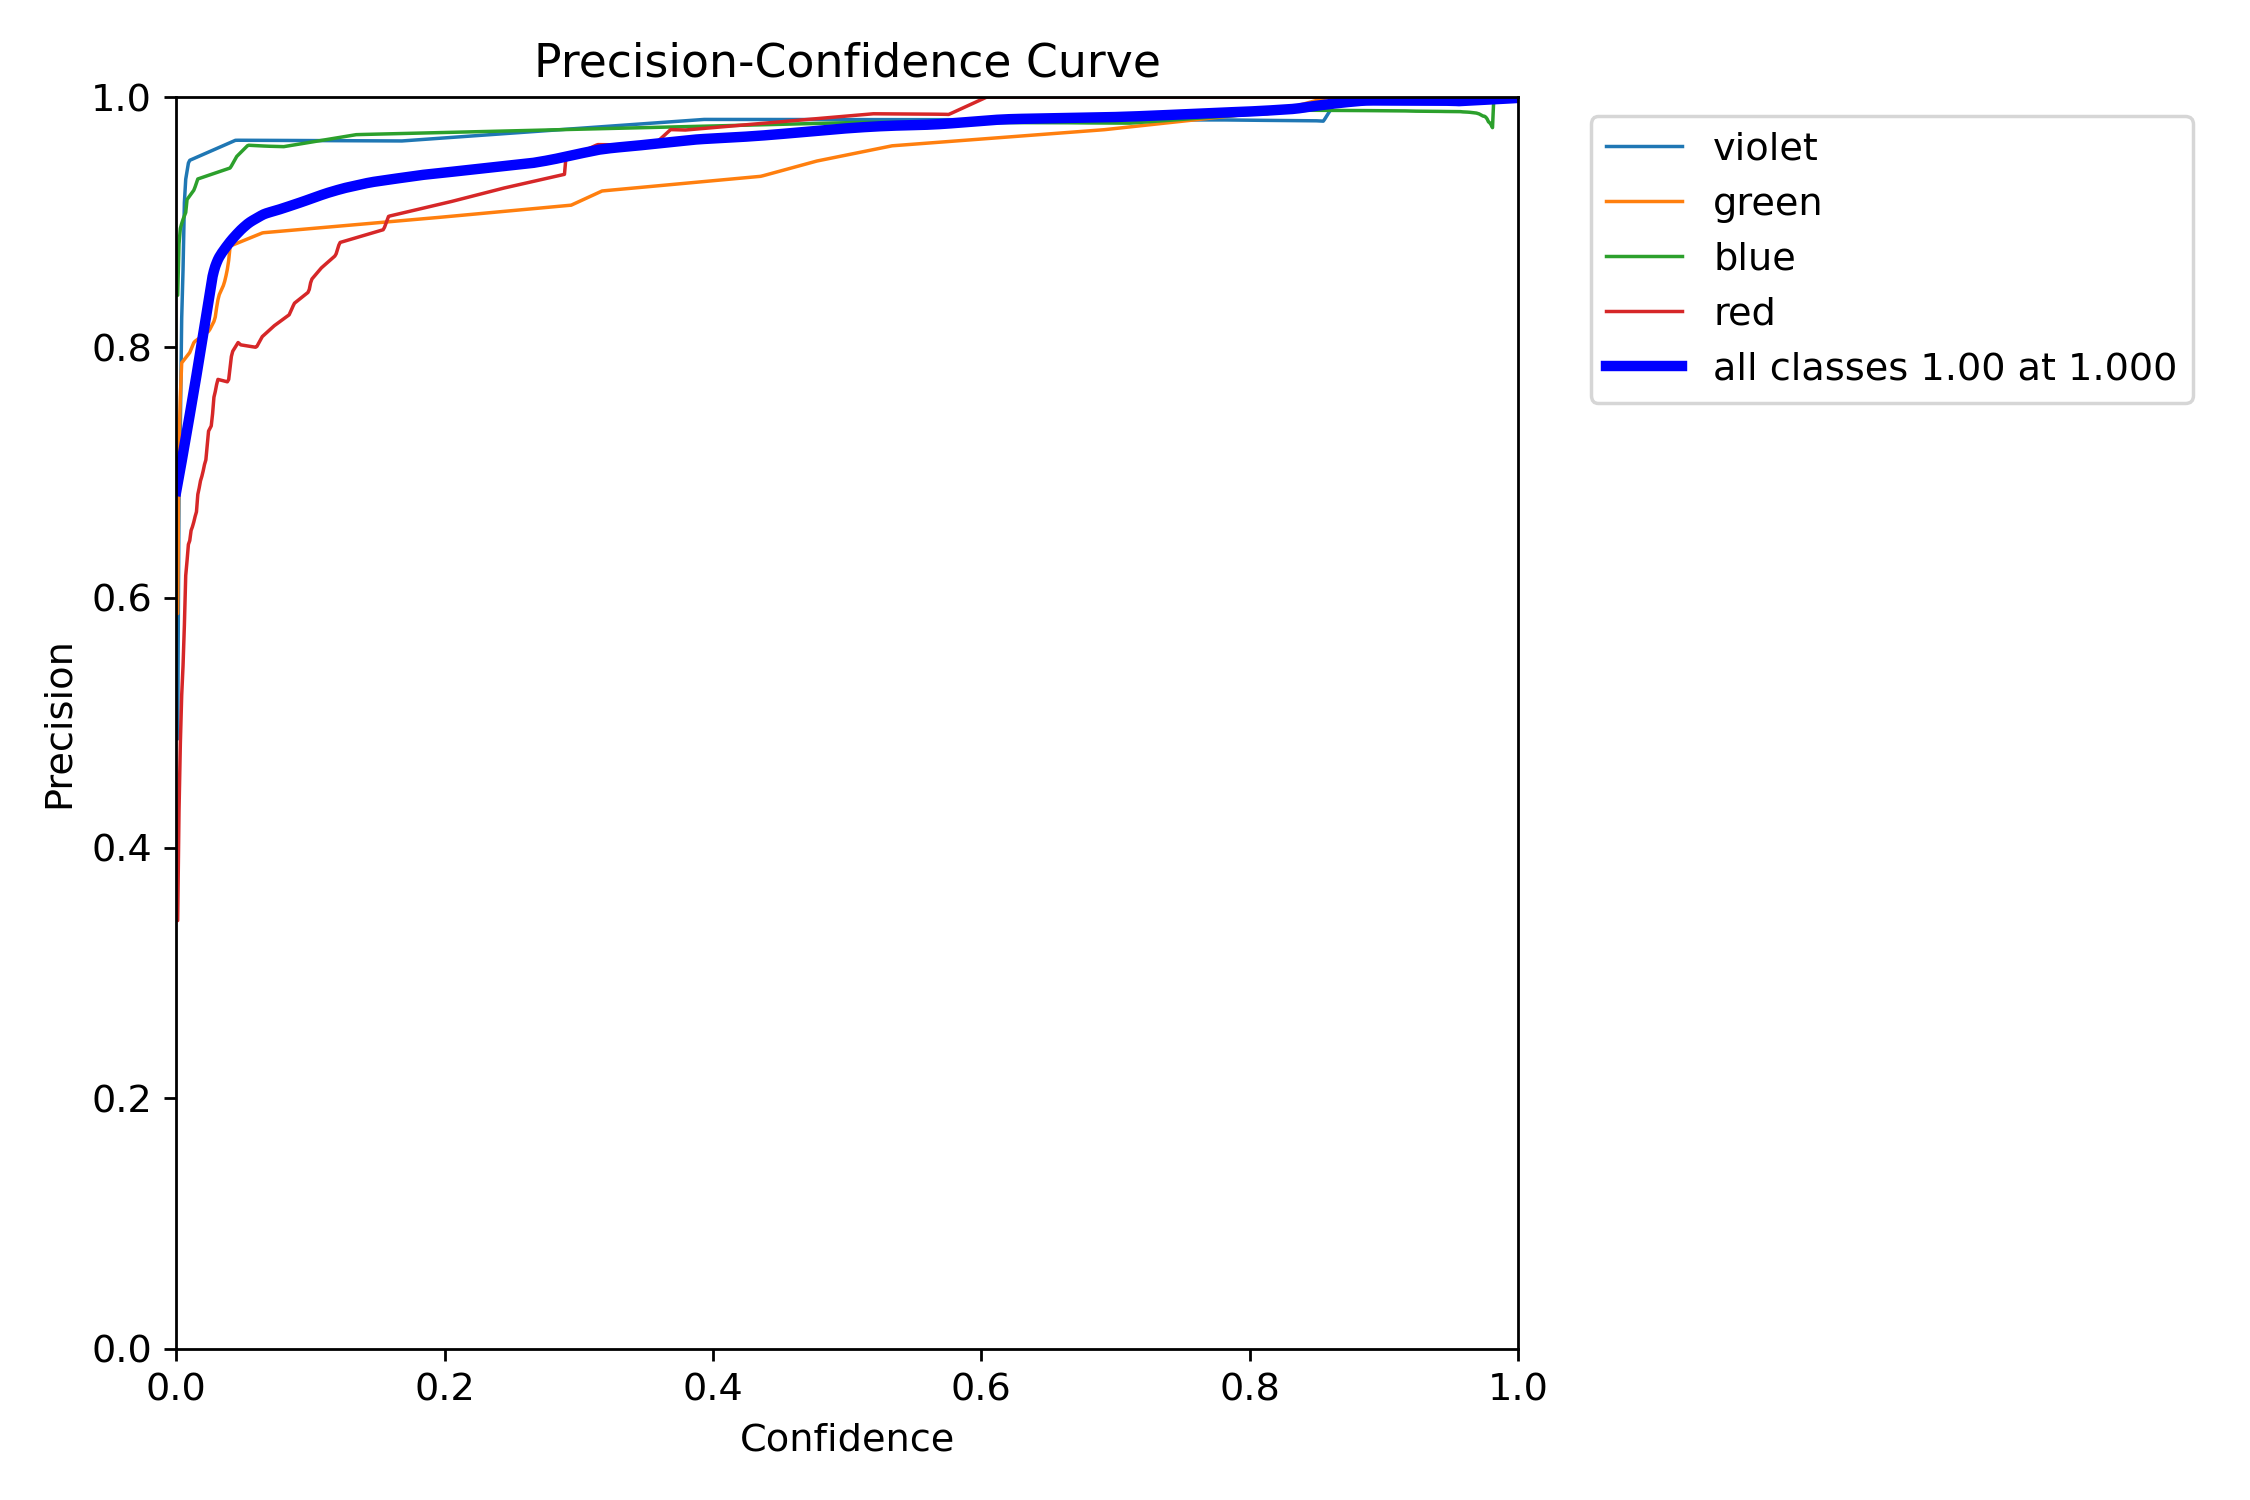 Precision-Confidence Curve
1.0
0.8
0.6
0.4
0.2
0.0
Precision
0.0 0.2 0.4 0.6 0.8 1.0
Confidence
violet
green
blue
red
all classes 1.00 at 1.000